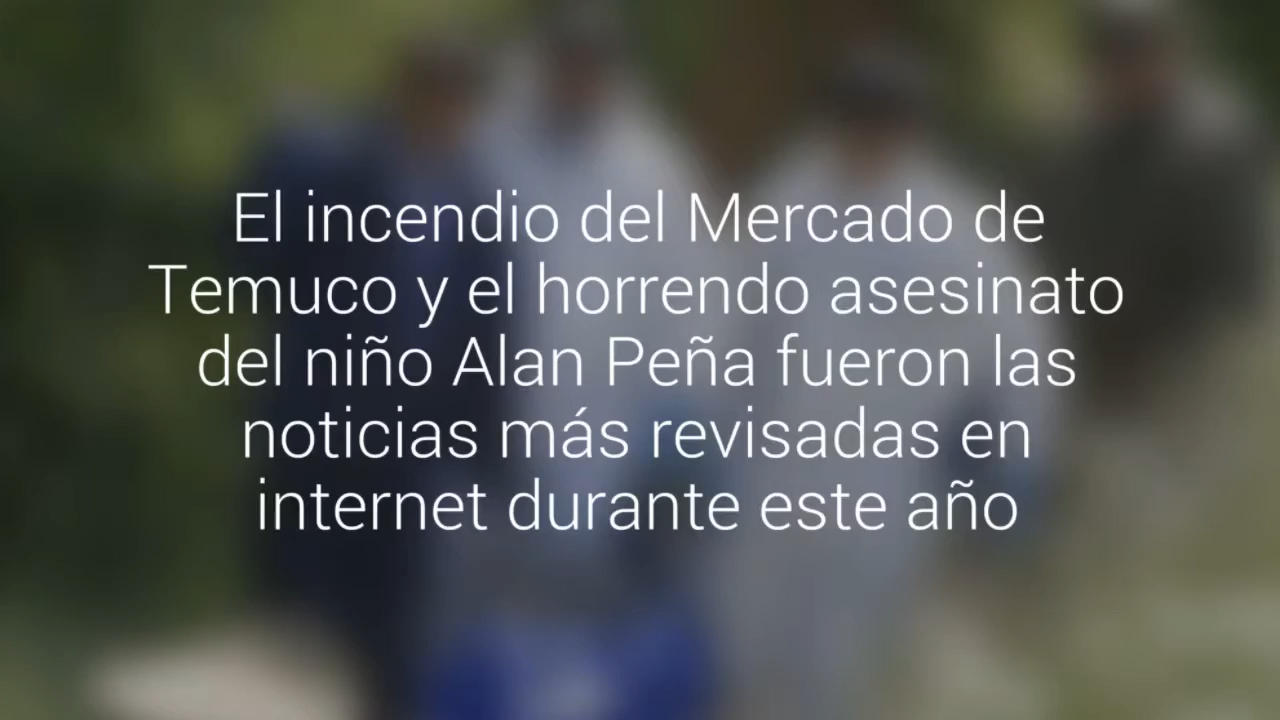 El incendio del Mercado de
Temuco y el horrendo asesinato
del niño Alan Peña fueron las
noticias más revisadas en
internet durante este año